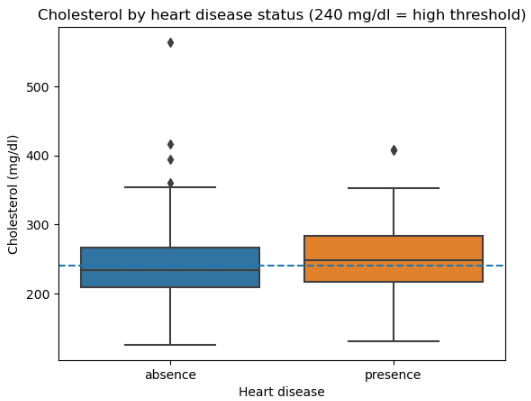 Cholesterol by heart disease status (240 mg/dl = high threshold)
500
400
300
200
Cholesterol (mg/dl)
absence
presence
Heart disease